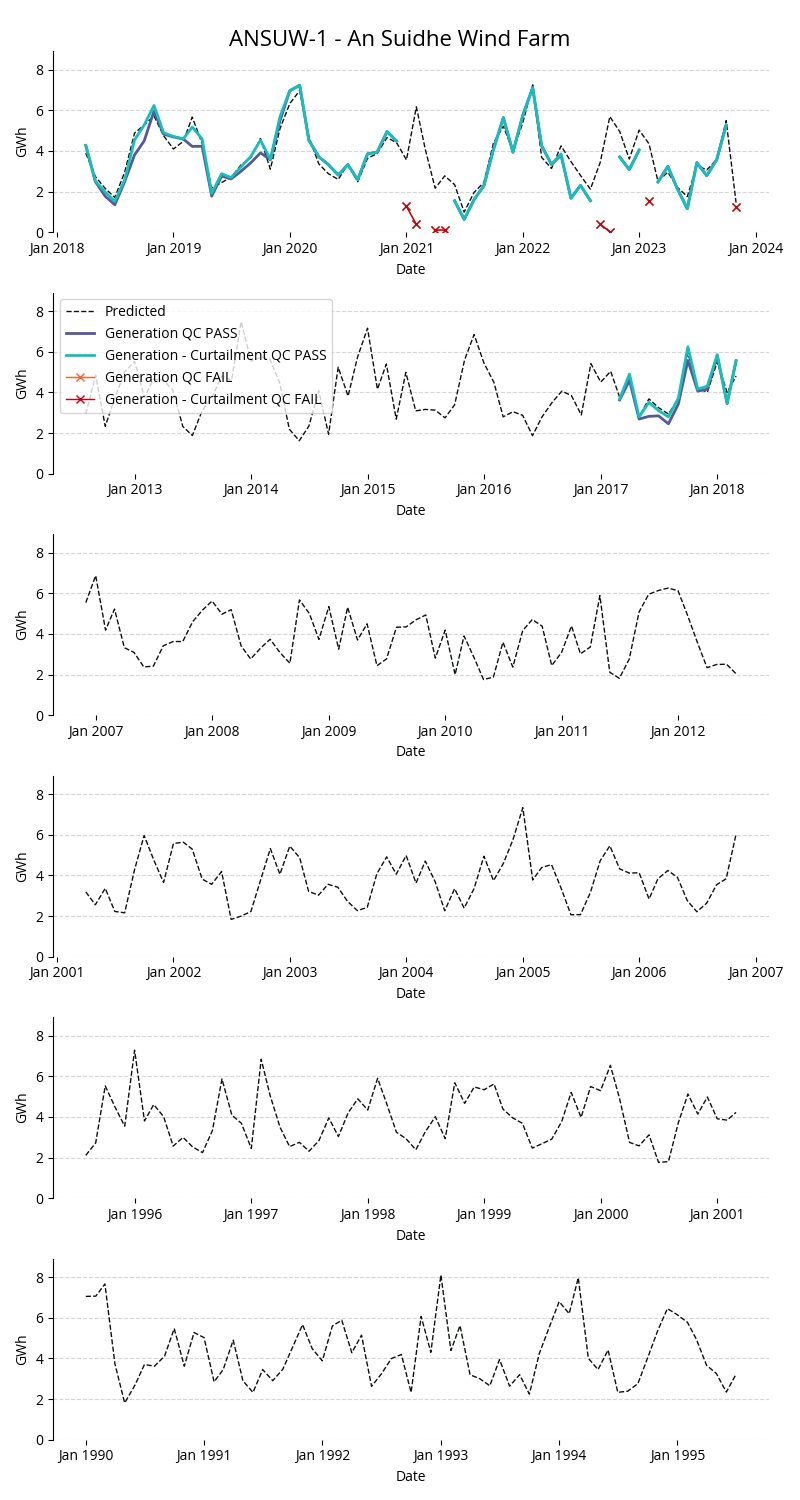 ANSUW-1 - An Suidhe Wind Farm
8
6
4
2
0
GWh
Jan 2018
Jan 2019
Jan 2020
Jan 2021
Jan 2022
Jan 2023
Jan 2024
Date
Predicted
Generation QC PASS
Generation - Curtailment QC PASS
Generation QC FAIL
Generation - Curtailment QC FAIL
8
6
4
2
0
GWh
Jan 2013
Jan 2014
Jan 2015
Jan 2016
Jan 2017
Jan 2018
Date
8
6
4
2
0
GWh
Jan 2007
Jan 2008
Jan 2009
Jan 2010
Jan 2011
Jan 2012
Date
8
6
4
2
0
GWh
Jan 2001
Jan 2002
Jan 2003
Jan 2004
Jan 2005
Jan 2006
Jan 2007
Date
8
6
4
2
0
GWh
Jan 1996
Jan 1997
Jan 1998
Jan 1999
Jan 2000
Jan 2001
Date
8
6
4
2
0
GWh
Jan 1990
Jan 1991
Jan 1992
Jan 1993
Jan 1994
Jan 1995
Date